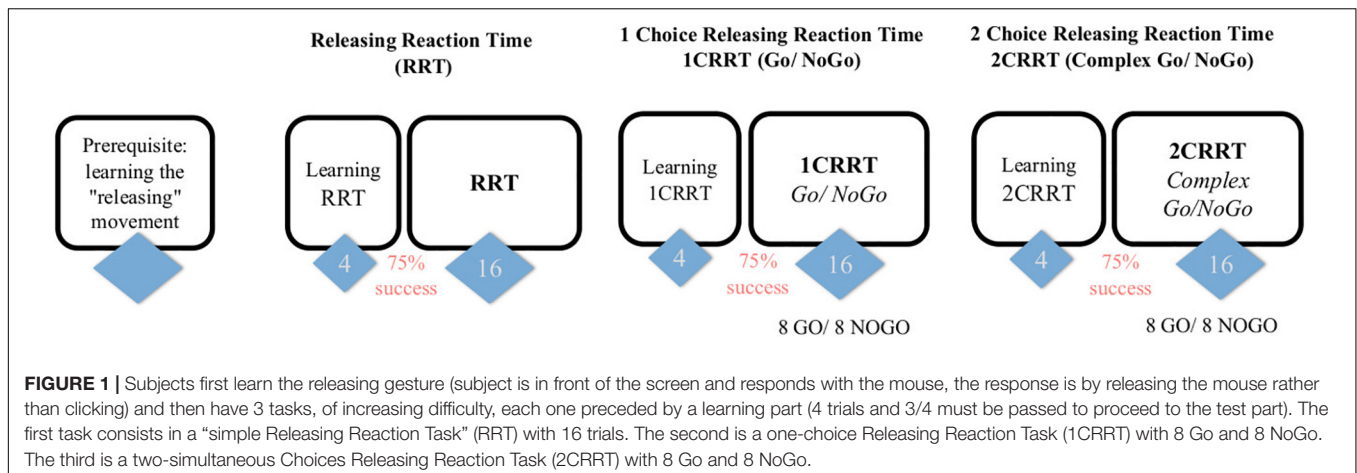 Releasing Reaction Time
(RRT)
1 Choice Releasing Reaction Time
1CRRT (Go/ NoGo)
2 Choice Releasing Reaction Time
2CRRT (Complex Go/ NoGo)
Prerequisite:
learning the
"releasing"
movement
Learning
RRT
RRT
Learning
1CRRT
1CRRT
Go/ NoGo
Learning
2CRRT
2CRRT
Complex
Go/NoGo
4
75%
success
16
4
75%
success
16
4
75%
success
16
8 GO/ 8 NOGO
8 GO/ 8 NOGO
FIGURE 1 | Subjects first learn the releasing gesture (subject is in front of the screen and responds with the mouse, the response is by releasing the mouse rather
than clicking) and then have 3 tasks, of increasing difficulty, each one preceded by a learning part (4 trials and 3/4 must be passed to proceed to the test part). The
first task consists in a “simple Releasing Reaction Task” (RRT) with 16 trials. The second is a one-choice Releasing Reaction Task (1CRRT) with 8 Go and 8 NoGo.
The third is a two-simultaneous Choices Releasing Reaction Task (2CRRT) with 8 Go and 8 NoGo.